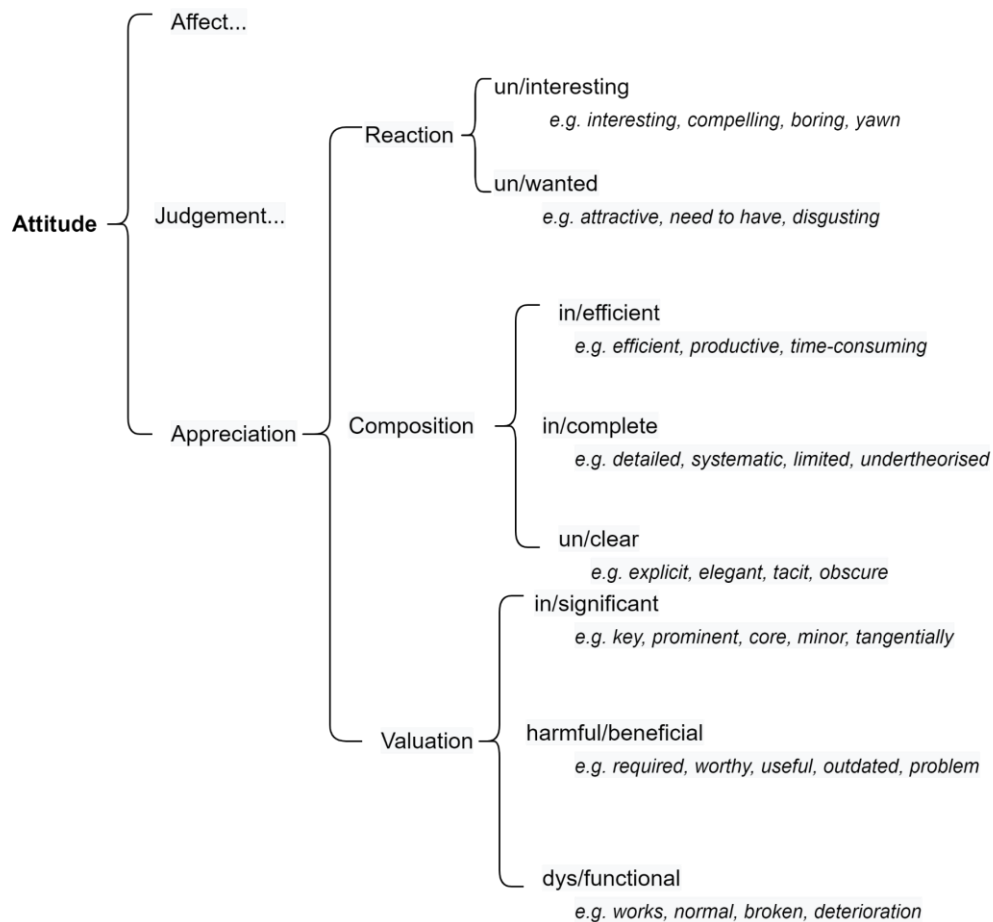 Affect...
un/interesting
e.g. interesting, compelling, boring, yawn
Reaction
un/wanted
e.g. attractive, need to have, disgusting
Attitude
Judgement...
in/efficient
e.g. efficient, productive, time-consuming
Appreciation
Composition
in/complete
e.g. detailed, systematic, limited, undertheorised
un/clear
e.g. explicit, elegant, tacit, obscure
in/significant
e.g. key, prominent, core, minor, tangentially
Valuation
harmful/beneficial
e.g. required, worthy, useful, outdated, problem
dys/functional
e.g. works, normal, broken, deterioration